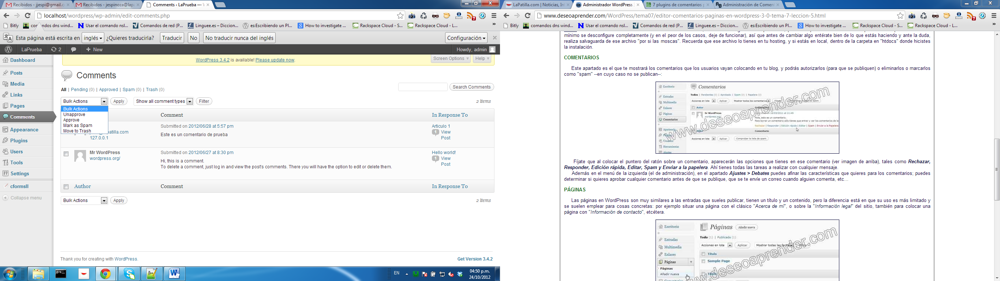 Recibidos - jjespi@gmail.c
Recibidos - jespinoza@lap
Comments ‹ LaPrueba — W
localhost/wordpress/wp-admin/edit-comments.php
Bitly
comandos dns wind...
Usar el comando nsl...
Comandos de red (P...
Linguee.es – Diccion...
es:Escribiendo un Pl...
How to investigate ...
Rackspace Cloud - S...
Rackspace Cloud - L...
»
Esta página está escrita en inglés ¿Quieres traducirla? Traducir No No traducir nunca del inglés Configuración
LaPrueba 2 + New Howdy, admin
Dashboard
Posts
Media
Links
Pages
Comments
Appearance
Plugins
Users
Tools
Settings
cformsII
Collapse menu
WordPress 3.4.2 is available! Please update now.
Screen Options Help
Comments
Search Comments
All | Pending (0) | Approved | Spam (0) | Trash (0)
Bulk Actions Apply Show all comment types Filter 2 items
Bulk Actions
Unapprove
Approve
Mark as Spam
Move to Trash
Comment In Response To
Submitted on 2012/06/28 at 5:57 pm
Este es un comentario de prueba
patilla.com
127.0.0.1
Articulo 1
1 View
Post
Mr WordPress
wordpress.org/
Submitted on 2012/06/27 at 8:30 pm
Hi, this is a comment.
To delete a comment, just log in and view the post's comments. There you will have the option to edit or delete them.
Hello world!
1 View
Post
Author Comment In Response To
Bulk Actions Apply 2 items
Thank you for creating with WordPress. Get Version 3.4.2
EN
04:50 p.m.
24/10/2012
LaPatilla.com | Noticias, In
Administrador WordPress 3
7 plugins de comentarios p
Administración de Coment
www.deseoaprender.com/WordPress/tema07/editor-comentarios-paginas-en-wordpress-3-0-tema-7-leccion-5.html
Bitly
comandos dns wind...
Usar el comando nsl...
Comandos de red (P...
Linguee.es – Diccion...
es:Escribiendo un Pl...
How to investigate ...
Rackspace Cloud - S...
Rackspace Cloud - L...
»
mínimo se desconfigure completamente (y en el peor de los casos, deje de funcionar), así que antes de cambiar algo entérate bien de lo que estás haciendo y ante la duda,
realiza salvaguarda de ese archivo "por si las moscas". Recuerda que ese archivo lo tienes en tu hosting, y si estás en local, dentro de la carpeta en "htdocs" donde hicistes
la instalación.
COMENTARIOS
Este apartado es el que te mostrará los comentarios que los usuarios vayan colocando en tu blog, y podrás autorizarlos (para que se publiquen) o eliminarlos o marcarlos
como "spam" --en cuyo caso no se publican--:
Escritorio
Entradas
Multimedia
Enlaces
Páginas
Comentarios
Apariencia
Usuarios
Herramientas
Ajustes
Comentarios
Todos | Pendientes (0) | Aprobado | Spam (0) | Papelera (0)
Acciones en lote Aplicar Mostrar todos los comentarios
Autor
Sr WordPress
wordpress.org/
Hola, esto es un comentario.
Para borrar un comentario sólo tienes que entrar y ver los comentarios de la
Rechazar | Responder | Edición rápida | Editar | Spam | Enviar a la Papelera
Comentario
Acciones en lote Aplicar Comprobar la lista de spam
www.deseoaprender.com
Fíjate que al colocar el puntero del ratón sobre un comentario, aparecerán las opciones que tienes en ese comentario (ver imagen de arriba), tales como Rechazar,
Responder, Edición rápida, Editar, Spam y Enviar a la papelera. Ahí tienes todas las tareas a realizar con cualquier mensaje.
Además en el menú de la izquierda (el de administración), en el apartado Ajustes > Debates puedes afinar las características que quieres para los comentarios; puedes
determinar si quieres aprobar cualquier comentario antes de que se publique, que se te envíe un correo cuando alguien comenta, etc...
PÁGINAS
Las páginas en WordPress son muy similares a las entradas que sueles publicar, tienen un título y un contenido, pero la diferencia está en que su uso es más limitado y
se suelen emplear para cosas concretas: por ejemplo situar una página con el clásico "Acerca de mí", o sobre la "Información legal" del sitio, también para colocar una
página con "Información de contacto", etcétera.
Escritorio
Entradas
Multimedia
Enlaces
Páginas
Páginas
Añadir nueva
Páginas Añadir nueva
Todo (1) | Publicada (1)
Acciones en lote Aplicar Mostrar todas las fechas
Título
Sample Page
Título
www.deseoaprender.com